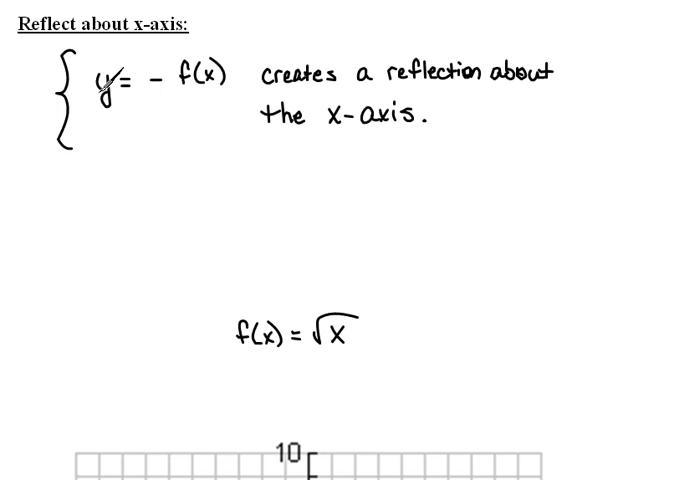 Reflect about x-axis:
y = - f(x) creates a reflection about
the x-axis.
f(x) = √x
10